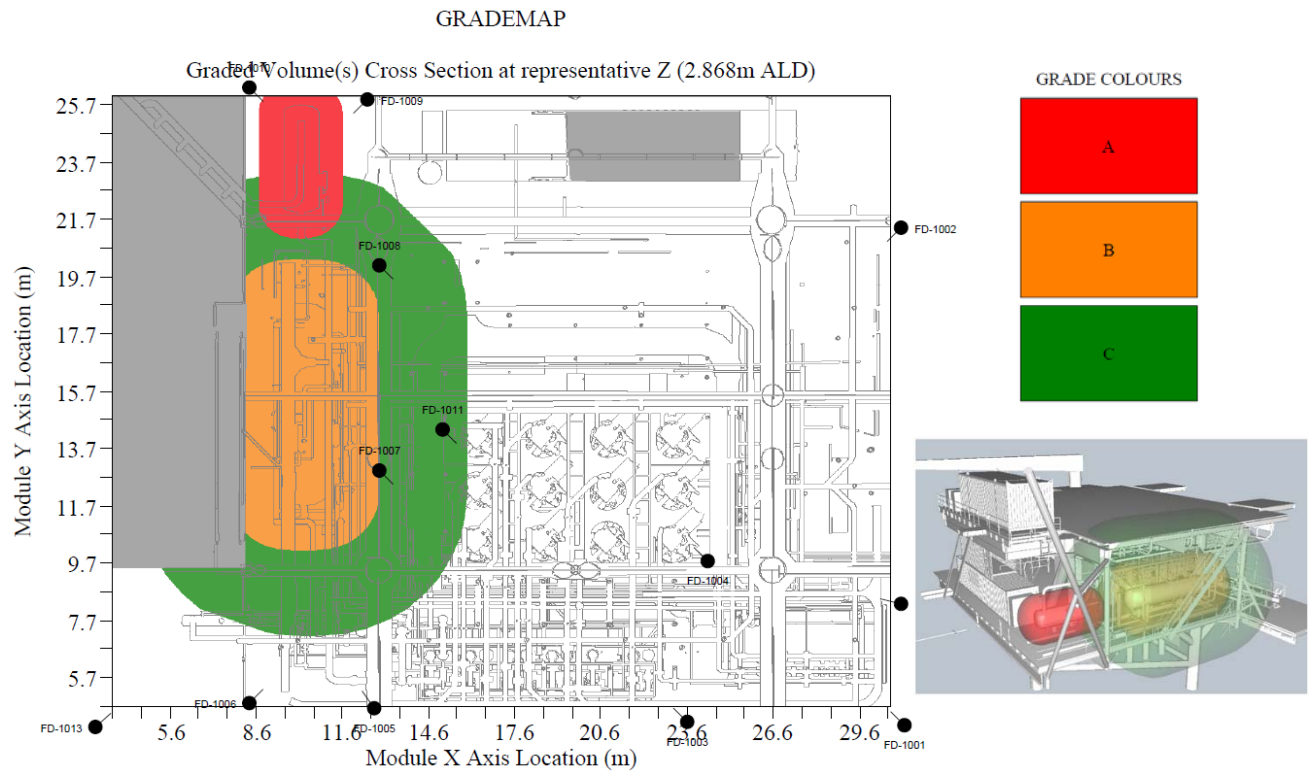 GRADEMAP
Graded Volume(s) Cross Section at representative Z (2.868m ALD)
FD-1010
FD-1009
25.7
23.7
21.7
19.7
17.7
15.7
13.7
11.7
9.7
7.7
5.7
Module Y Axis Location (m)
FD-1002
FD-1008
FD-1011
FD-1007
FD-1004
FD-1006
FD-1013
FD-1005
FD-1003
FD-1001
5.6
8.6
11.6
14.6
17.6
20.6
23.6
26.6
29.6
Module X Axis Location (m)
GRADE COLOURS
A
B
C